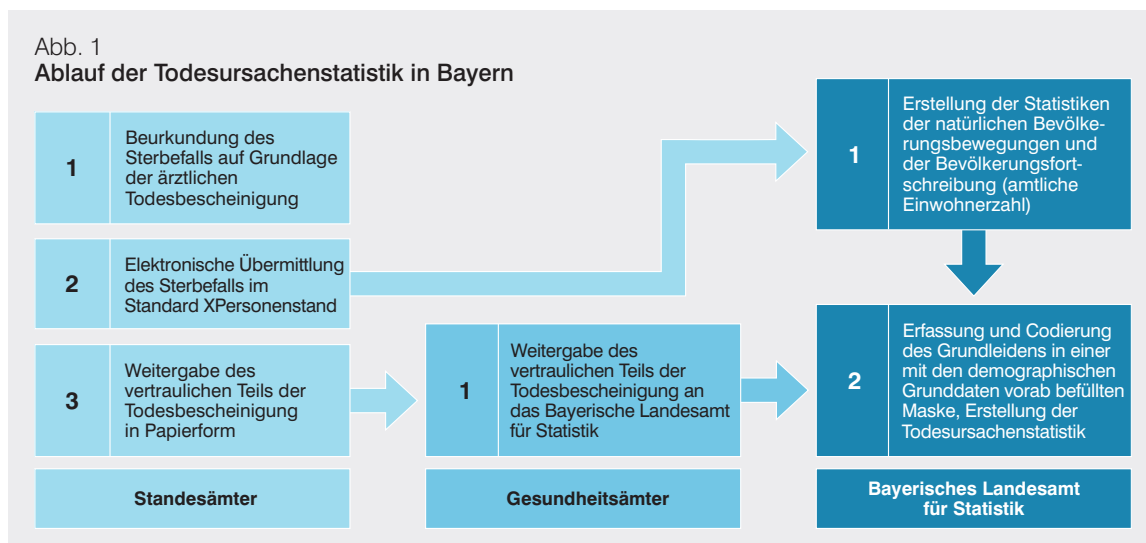 Abb. 1
Ablauf der Todesursachenstatistik in Bayern
1
Beurkundung des
Sterbefalls auf Grundlage
der ärztlichen
Todesbescheinigung
2
Elektronische Übermittlung
des Sterbefalls im
Standard XPersonenstand
3
Weitergabe des
vertraulichen Teils der
Todesbescheinigung
in Papierform
Standesämter
1
Weitergabe des
vertraulichen Teils der
Todesbescheinigung an
das Bayerische Landesamt
für Statistik
Gesundheitsämter
1
Erstellung der Statistiken
der natürlichen Bevölke-
rungsbewegungen und
der Bevölkerungsfort-
schreibung (amtliche
Einwohnerzahl)
2
Erfassung und Codierung
des Grundleidens in einer
mit den demographischen
Grunddaten vorab befüllten
Maske, Erstellung der
Todesursachenstatistik
Bayerisches Landesamt
für Statistik